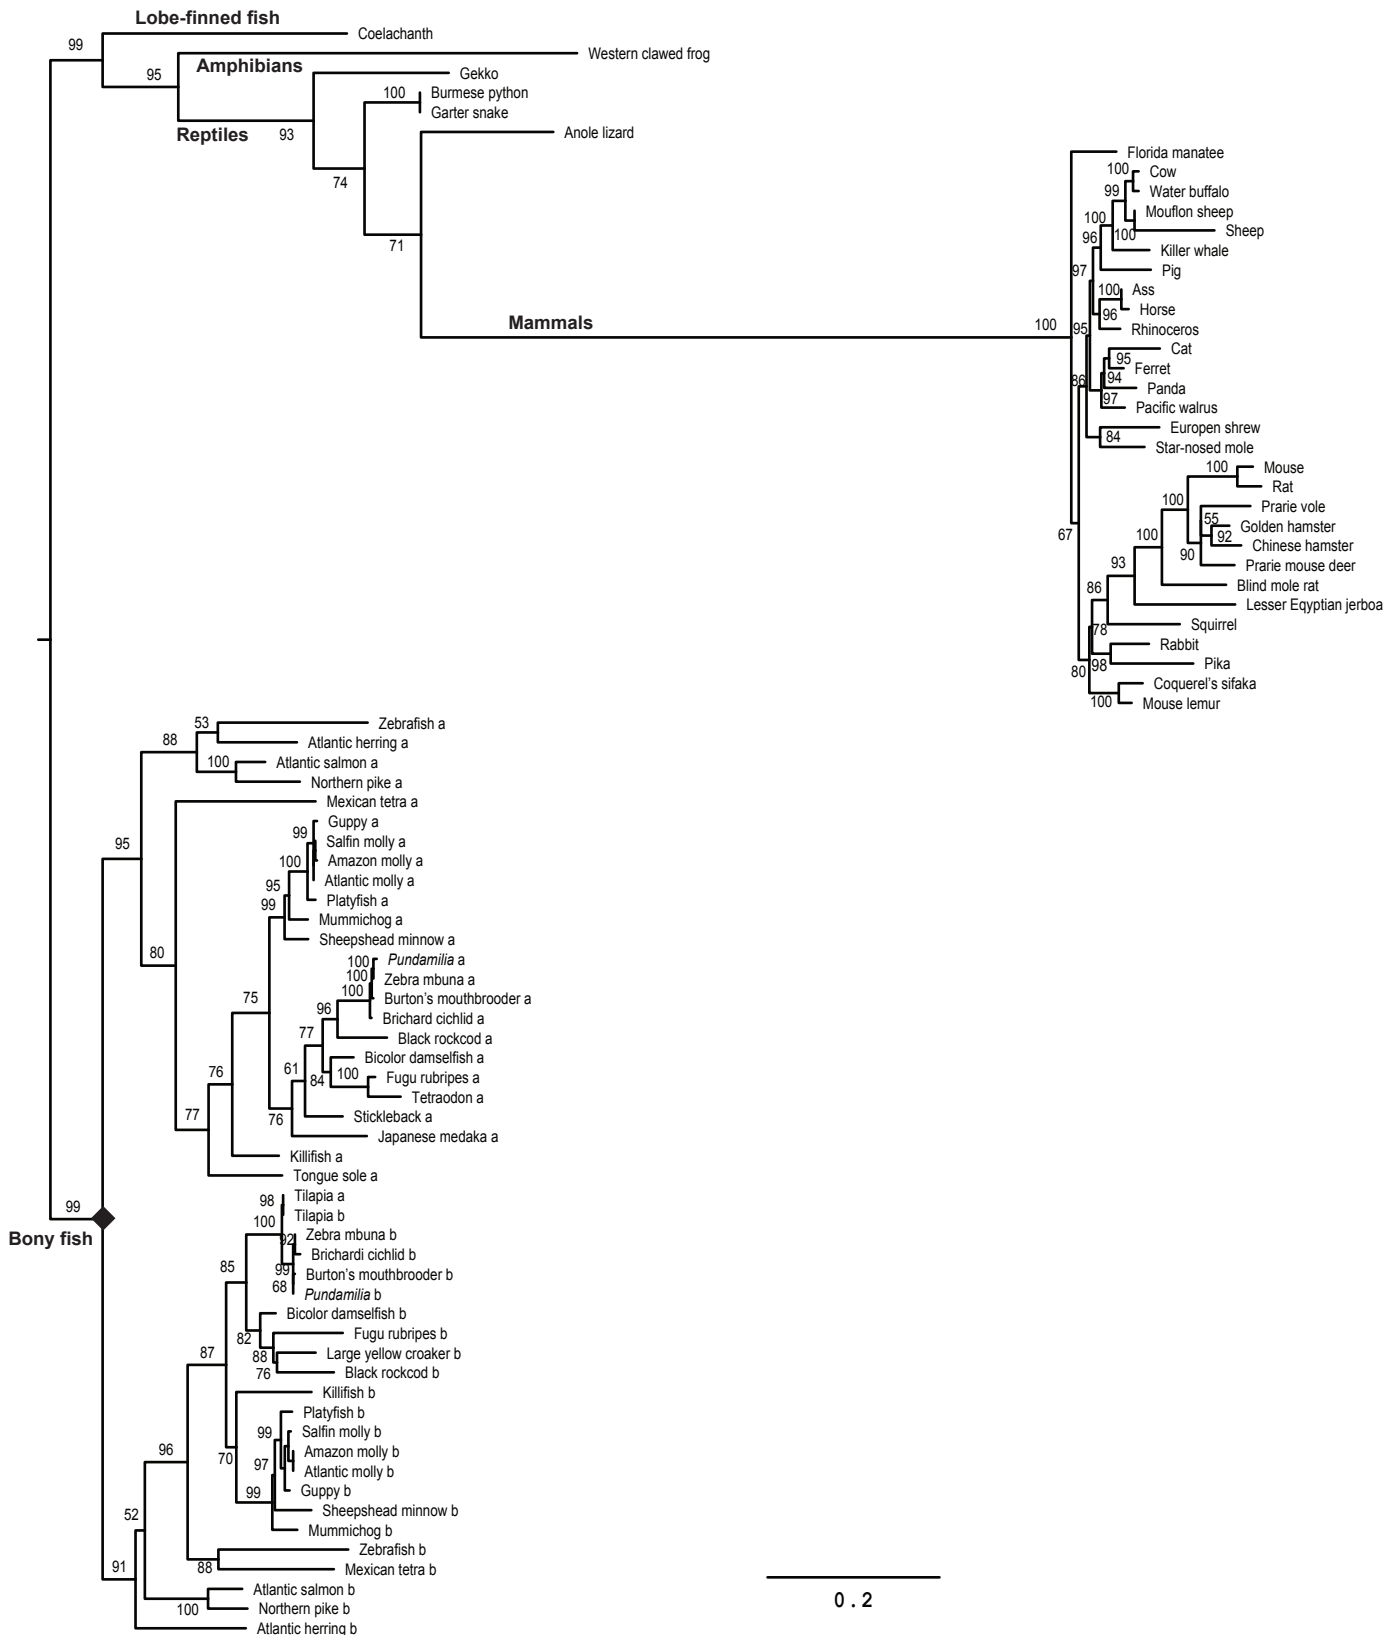 Lobe-finned fish
99
Coelachanth
Western clawed frog
95
Amphibians
Gekko
100
Burmese python
Garter snake
Reptiles
93
Anole lizard
74
71
Mammals
100
Florida manatee
100
Cow
99
Water buffalo
Mouflon sheep
100
100
Sheep
96
Killer whale
97
Pig
100
Ass
96
Horse
95
Rhinoceros
Cat
95
Ferret
94
86
Panda
97
Pacific walrus
Europen shrew
84
Star-nosed mole
100
Mouse
Rat
100
Prarie vole
55
Golden hamster
92
100
Chinese hamster
90
67
Prarie mouse deer
93
Blind mole rat
86
Lesser Eqyptian jerboa
78
Squirrel
Rabbit
98
80
Pika
Coquerel's sifaka
100
Mouse lemur
53
Zebrafish a
88
Atlantic herring a
100
Atlantic salmon a
Northern pike a
Mexican tetra a
Guppy a
99
Salfin molly a
95
100
Amazon molly a
Atlantic molly a
95
Platyfish a
99
Mummichog a
Sheepshead minnow a
80
100
Pundamilia a
100
Zebra mbuna a
100
Burton's mouthbrooder a
75
96
Brichard cichlid a
77
Black rockcod a
Bicolor damselfish a
61
84
100
Fugu rubripes a
76
Tetraodon a
77
76
Stickleback a
Japanese medaka a
Killifish a
Tongue sole a
99
98
Tilapia a
100
Tilapia b
Bony fish
92
Zebra mbuna b
Brichardi cichlid b
85
99
Burton's mouthbrooder b
68
Pundamilia b
Bicolor damselfish b
82
Fugu rubripes b
87
88
Large yellow croaker b
76
Black rockcod b
Killifish b
Platyfish b
99
Salfin molly b
96
70
97
Amazon molly b
Atlantic molly b
99
Guppy b
52
Sheepshead minnow b
Mummichog b
Zebrafish b
91
88
Mexican tetra b
Atlantic salmon b
100
Northern pike b
Atlantic herring b
0.2